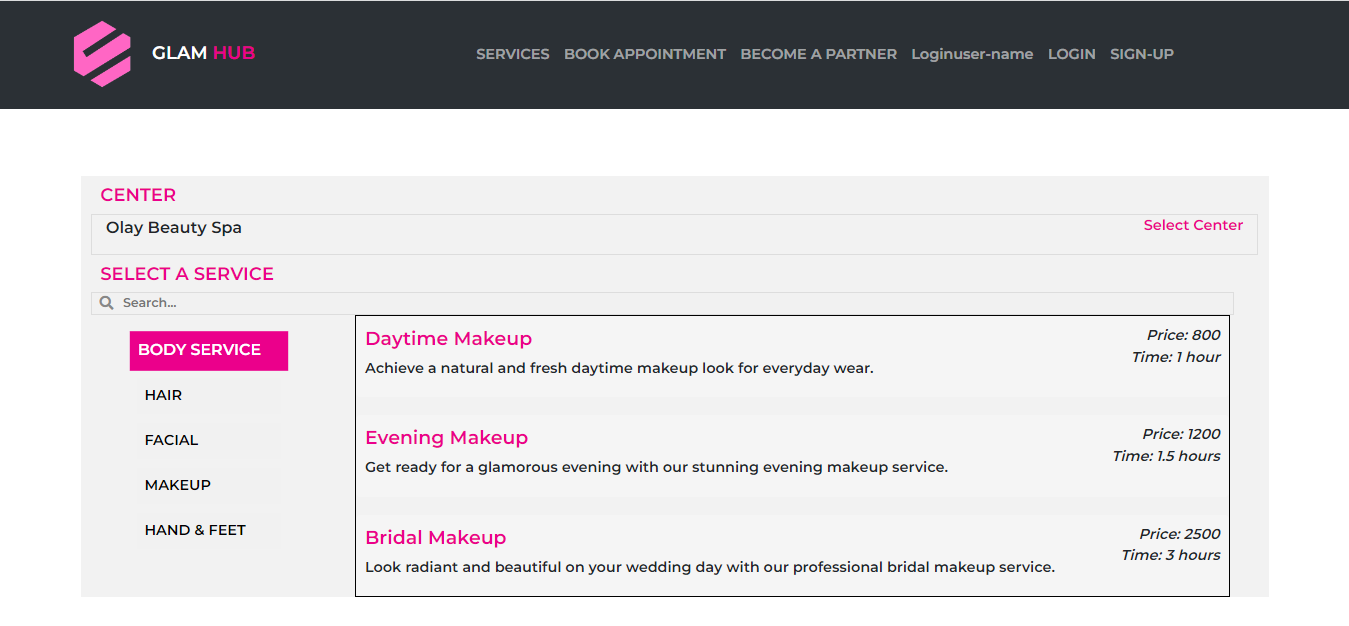 GLAM HUB
SERVICES BOOK APPOINTMENT BECOME A PARTNER Loginuser-name LOGIN SIGN-UP
CENTER
Olay Beauty Spa
Select Center
SELECT A SERVICE
Search...
BODY SERVICE
HAIR
FACIAL
MAKEUP
HAND & FEET
Daytime Makeup
Price: 800
Time: 1 hour
Achieve a natural and fresh daytime makeup look for everyday wear.
Evening Makeup
Price: 1200
Time: 1.5 hours
Get ready for a glamorous evening with our stunning evening makeup service.
Bridal Makeup
Price: 2500
Time: 3 hours
Look radiant and beautiful on your wedding day with our professional bridal makeup service.